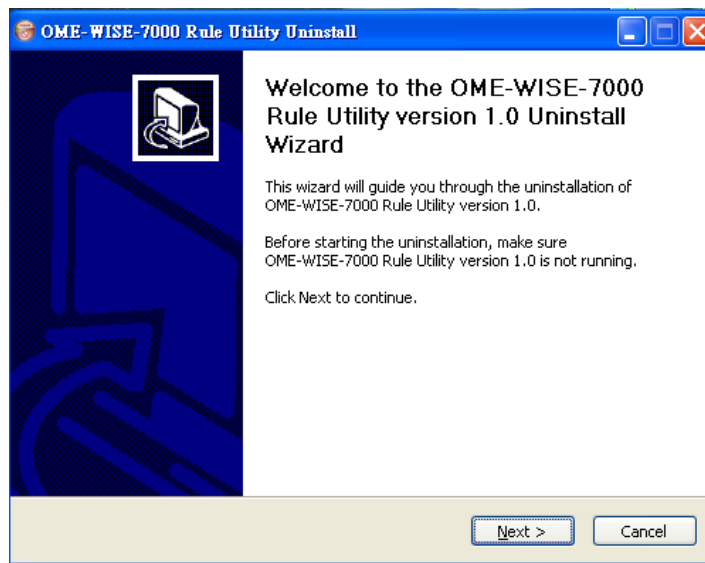 OME-WISE-7000 Rule Utility Uninstall
Welcome to the OME-WISE-7000
Rule Utility version 1.0 Uninstall
Wizard
This wizard will guide you through the uninstallation of
OME-WISE-7000 Rule Utility version 1.0.
Before starting the uninstallation, make sure
OME-WISE-7000 Rule Utility version 1.0 is not running.
Click Next to continue.
Next >
Cancel